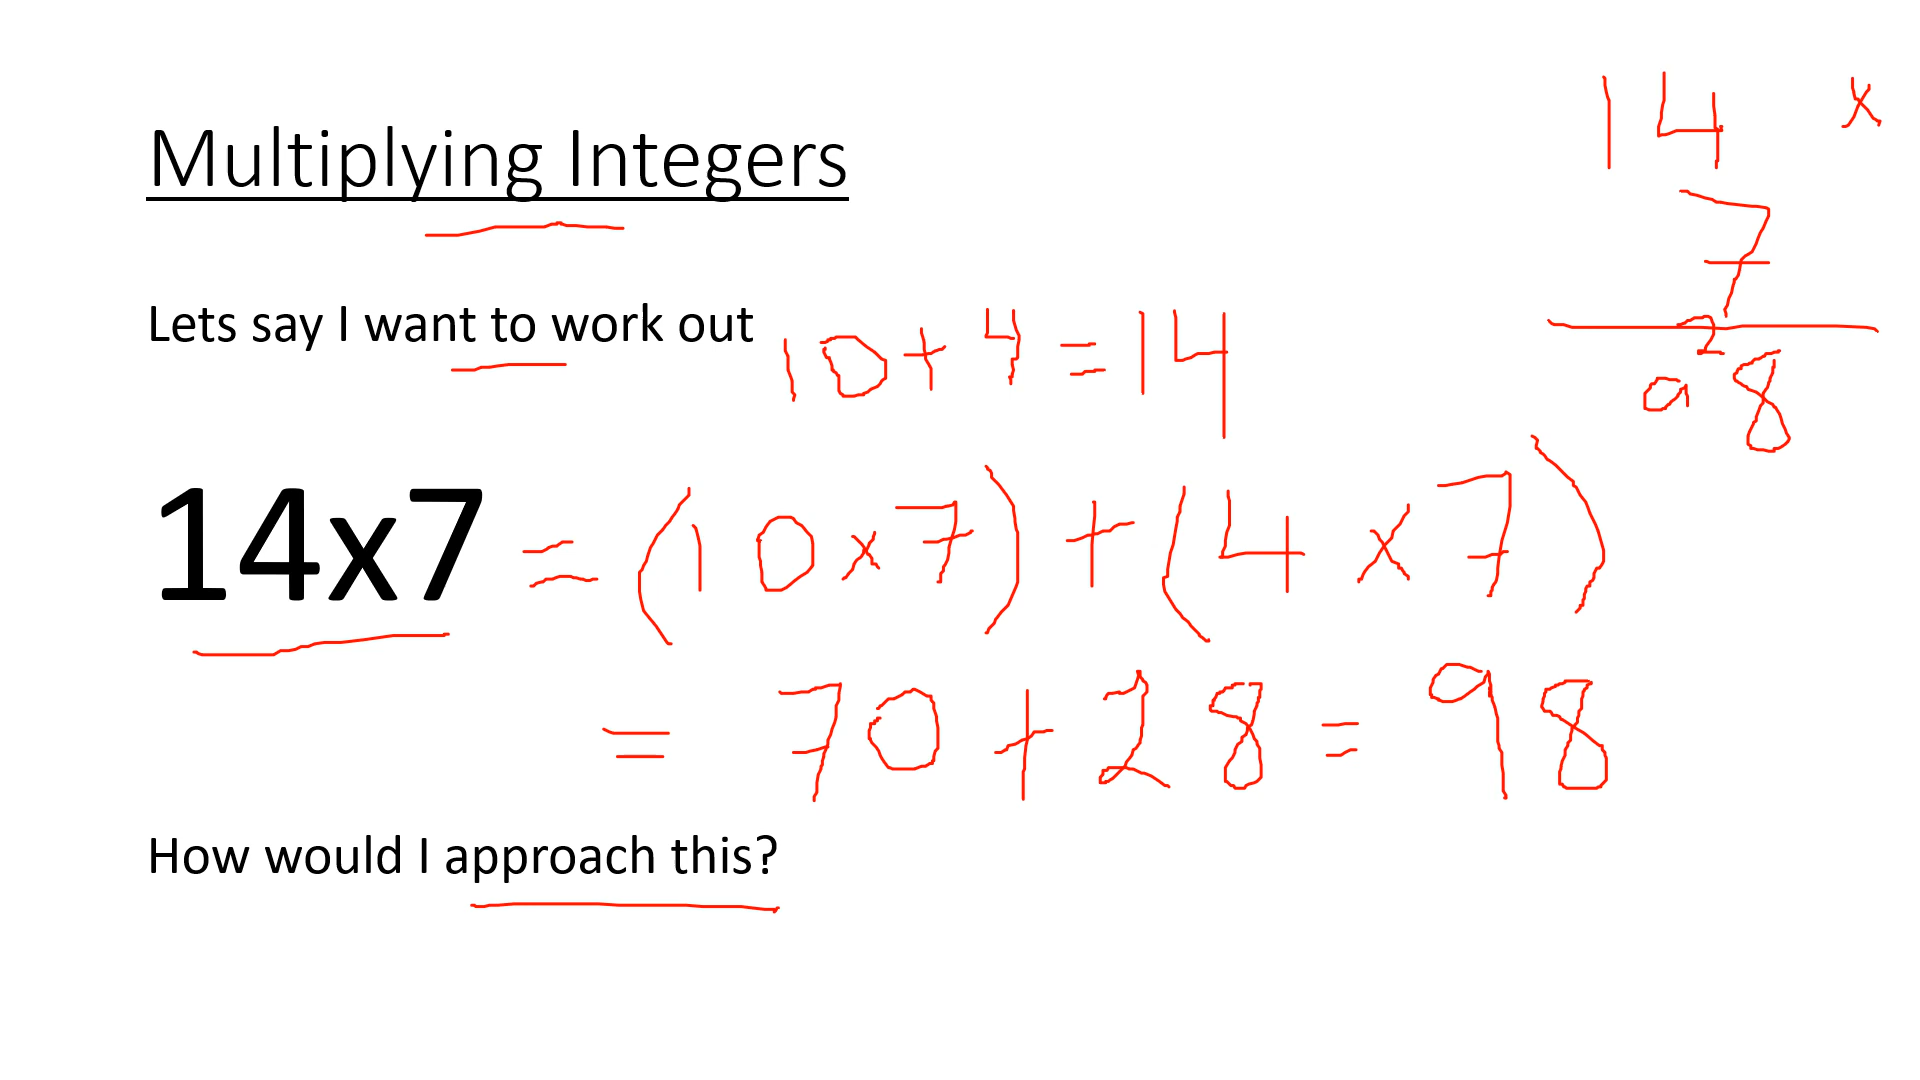 Multiplying Integers
Lets say I want to work out
10+4=14
14x7 = (10x7) + (4x7)
= 70+28 = 98
How would I approach this?
14 x
7
2
8